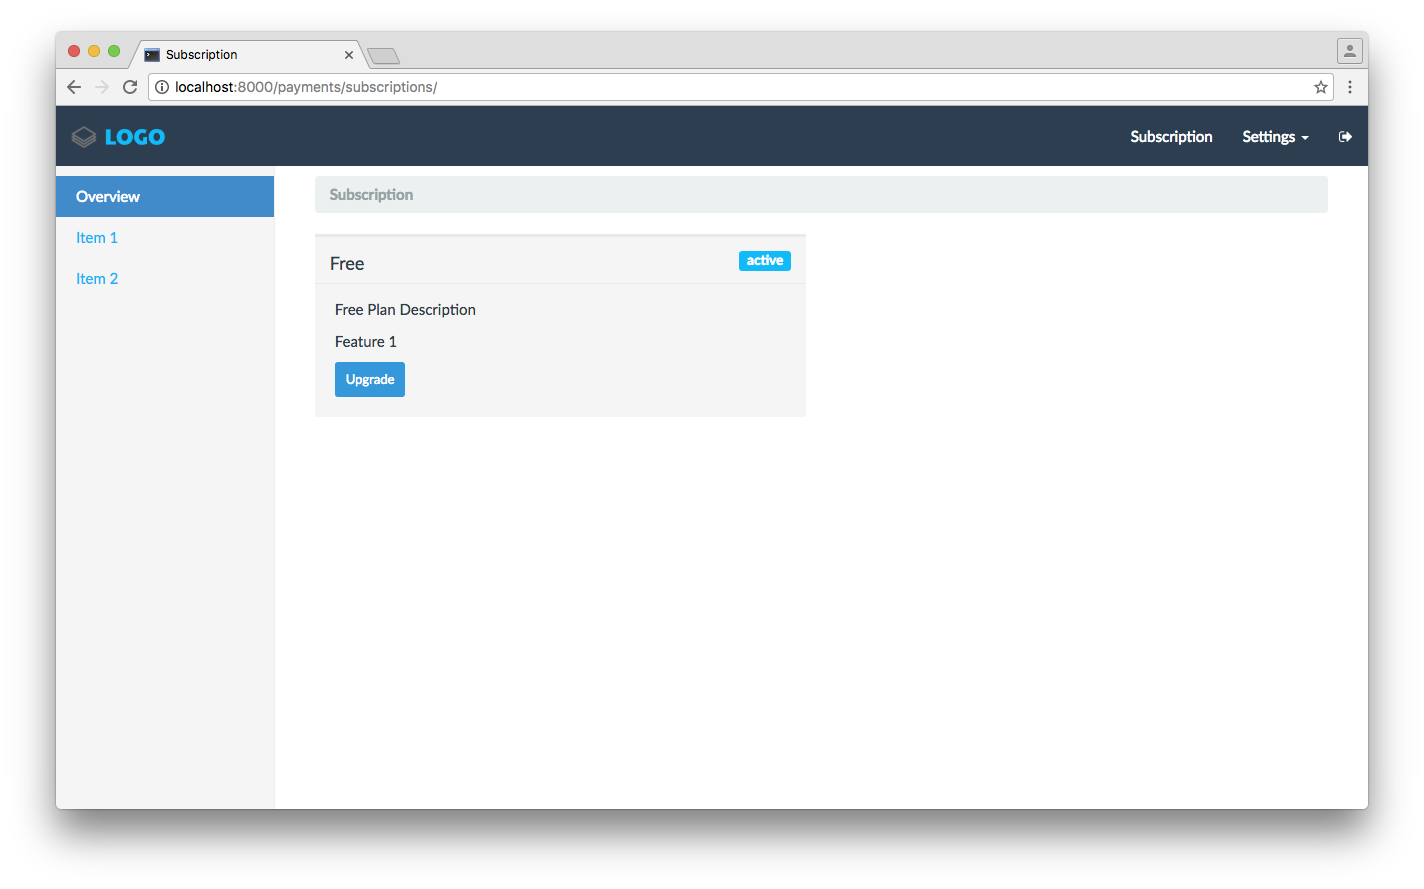 Subscription
localhost:8000/payments/subscriptions/
LOGO
Subscription
Settings
Overview
Item 1
Item 2
Subscription
Free
active
Free Plan Description
Feature 1
Upgrade